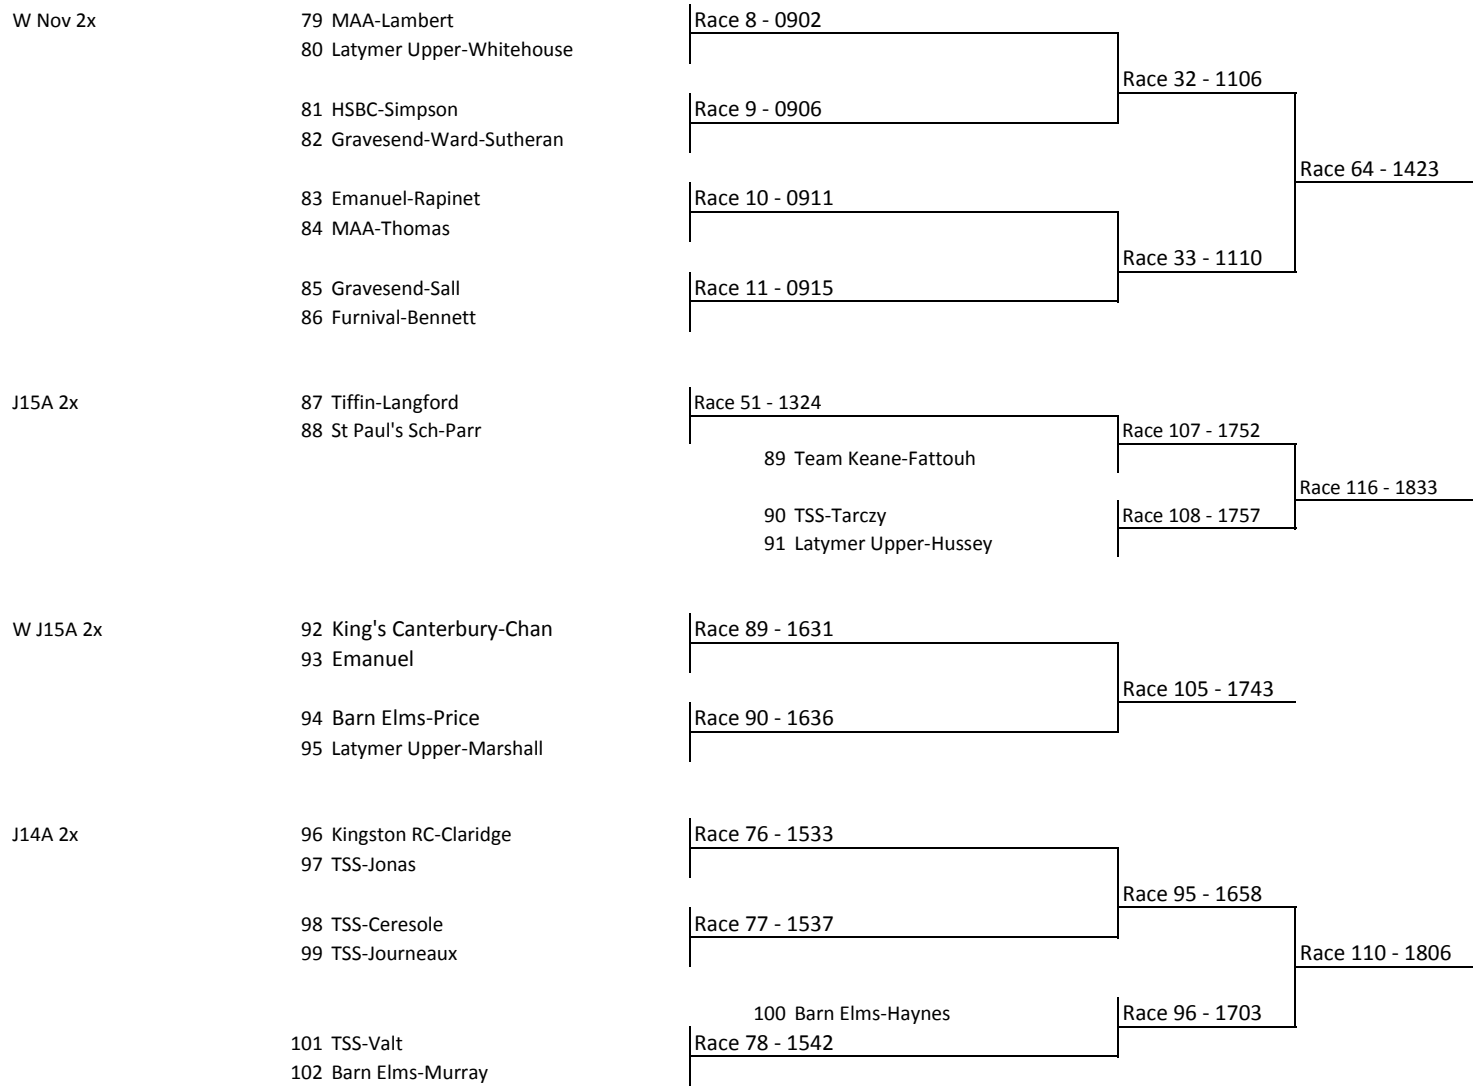 W Nov 2x 79 MAA-Lambert Race 8 - 0902
80 Latymer Upper-Whitehouse
Race 32 - 1106
81 HSBC-Simpson Race 9 - 0906
82 Gravesend-Ward-Sutheran
Race 64 - 1423
83 Emanuel-Rapinet Race 10 - 0911
84 MAA-Thomas
Race 33 - 1110
85 Gravesend-Sall Race 11 - 0915
86 Furnival-Bennett
J15A 2x 87 Tiffin-Langford Race 51 - 1324
88 St Paul's Sch-Parr Race 107 - 1752
89 Team Keane-Fattouh
Race 116 - 1833
90 TSS-Tarczy Race 108 - 1757
91 Latymer Upper-Hussey
W J15A 2x 92 King's Canterbury-Chan Race 89 - 1631
93 Emanuel
Race 105 - 1743
94 Barn Elms-Price Race 90 - 1636
95 Latymer Upper-Marshall
J14A 2x 96 Kingston RC-Claridge Race 76 - 1533
97 TSS-Jonas
Race 95 - 1658
98 TSS-Ceresole Race 77 - 1537
99 TSS-Journeaux Race 110 - 1806
100 Barn Elms-Haynes Race 96 - 1703
101 TSS-Valt Race 78 - 1542
102 Barn Elms-Murray